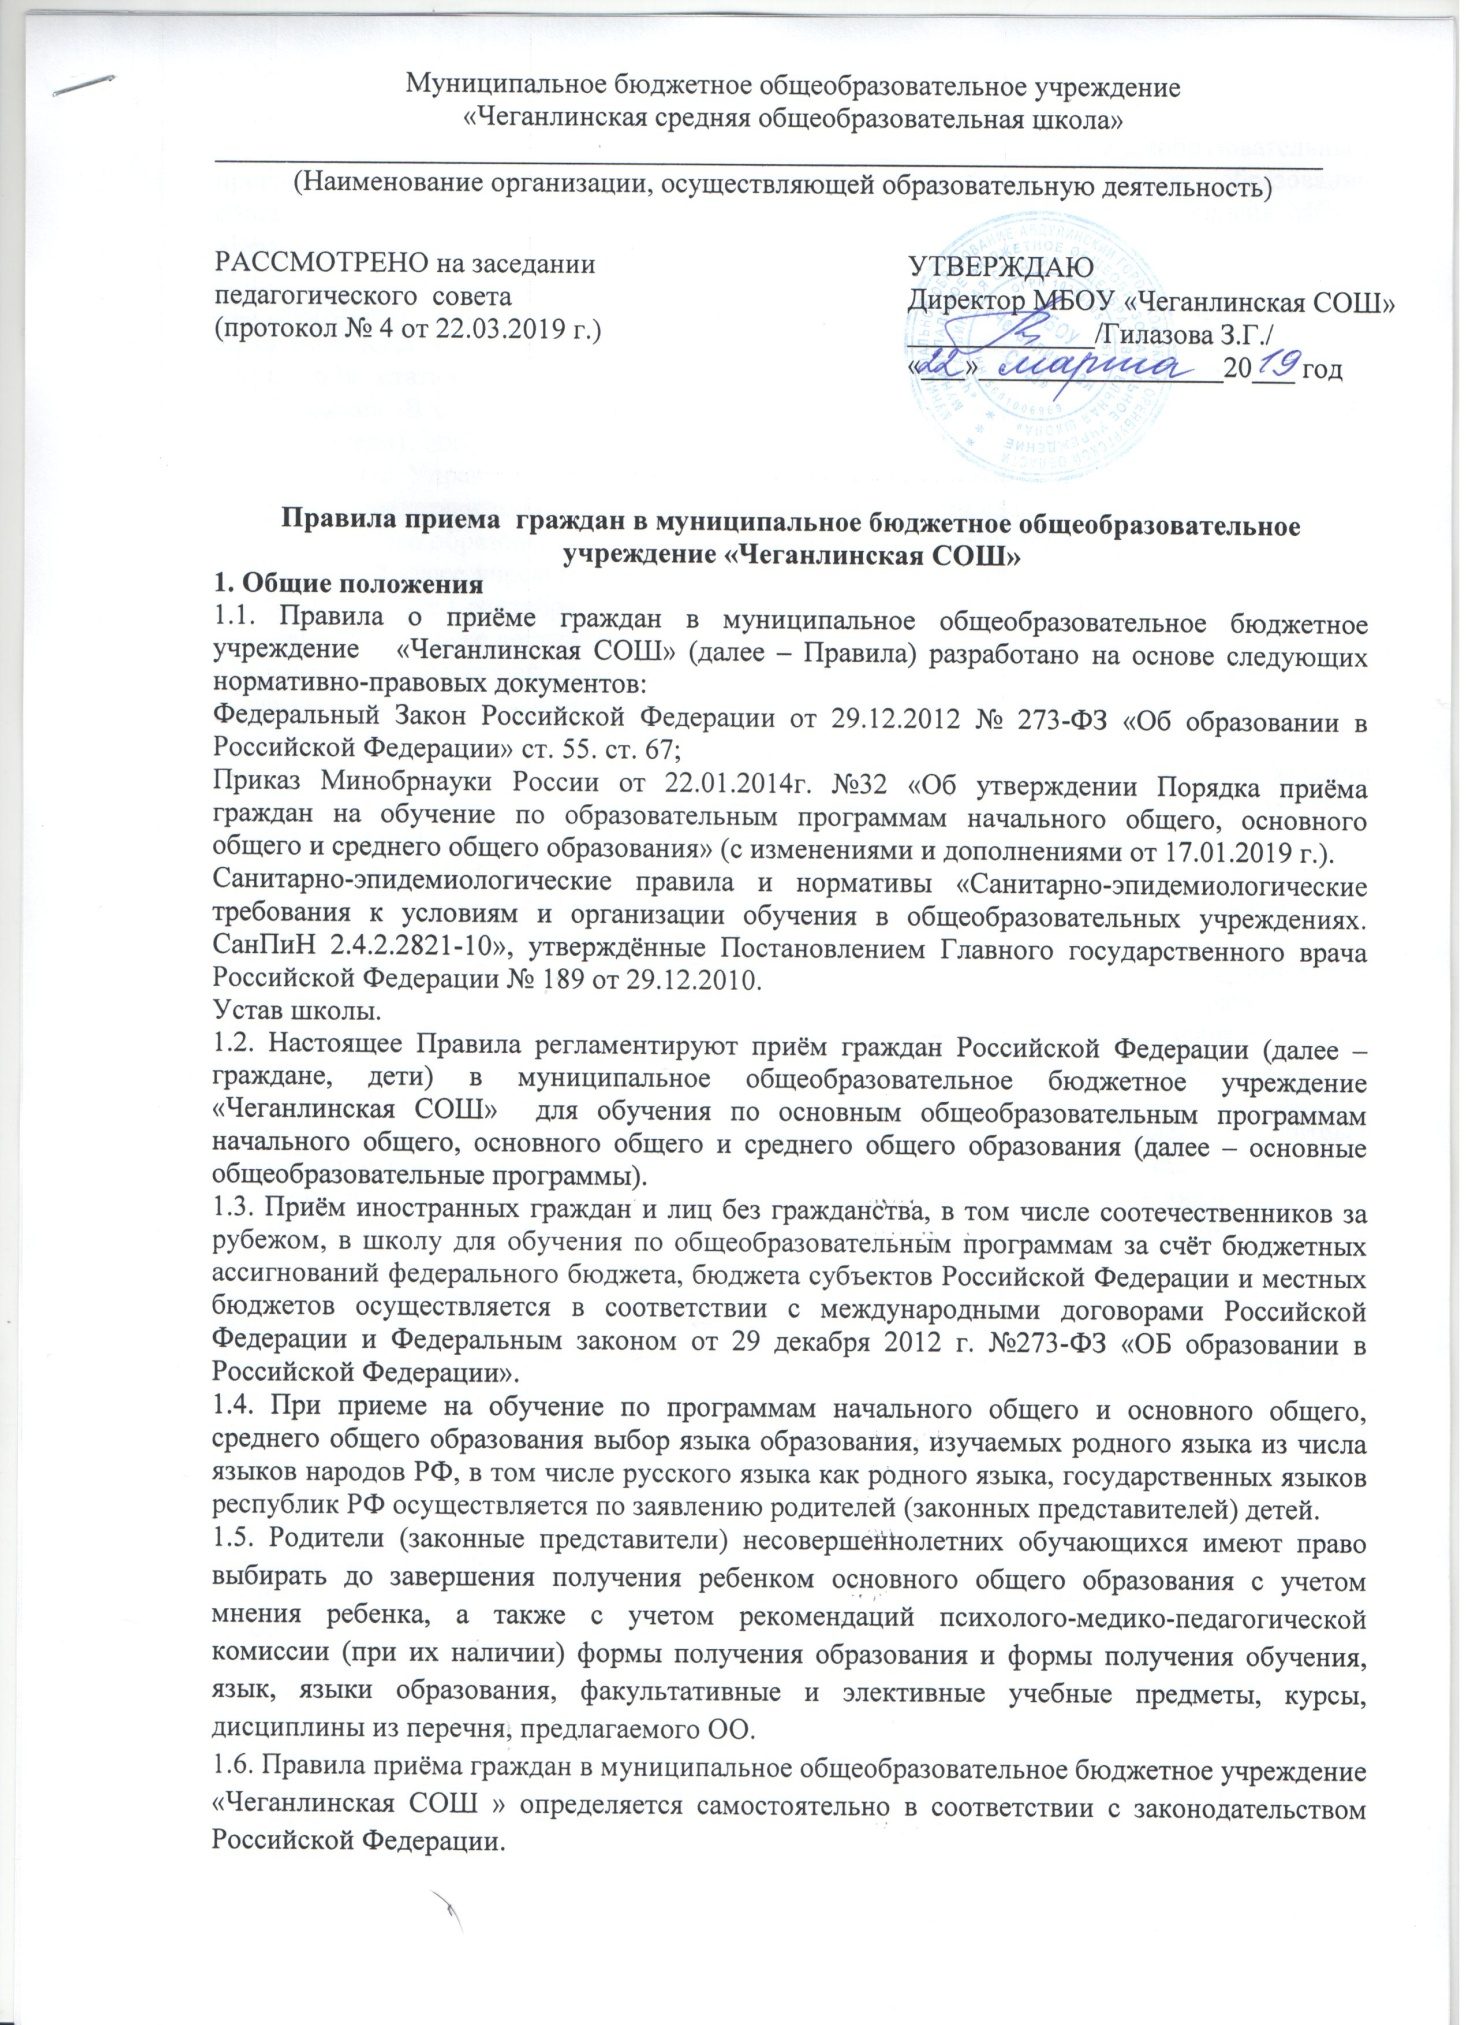 Муниципальное бюджетное общеобразовательное учреждение
«Чеганлинская средняя общеобразовательная школа»
(Наименование организации, осуществляющей образовательную деятельность)
РАССМОТРЕНО на заседании
педагогического совета
(протокол № 4 от 22.03.2019 г.)
УТВЕРЖДАЮ
Директор МБОУ «Чеганлинская СОШ»
/Гилазова З.Г./
«22» марта 2019 год
Правила приема граждан в муниципальное бюджетное общеобразовательное
учреждение «Чеганлинская СОШ»
1. Общие положения
1.1. Правила о приёме граждан в муниципальное общеобразовательное бюджетное
учреждение «Чеганлинская СОШ» (далее – Правила) разработано на основе следующих
нормативно-правовых документов:
Федеральный Закон Российской Федерации от 29.12.2012 № 273-ФЗ «Об образовании в
Российской Федерации» ст. 55. ст. 67;
Приказ Минобрнауки России от 22.01.2014г. №32 «Об утверждении Порядка приёма
граждан на обучение по образовательным программам начального общего, основного
общего и среднего общего образования» (с изменениями и дополнениями от 17.01.2019 г.).
Санитарно-эпидемиологические правила и нормативы «Санитарно-эпидемиологические
требования к условиям и организации обучения в общеобразовательных учреждениях.
СанПиН 2.4.2.2821-10», утверждённые Постановлением Главного государственного врача
Российской Федерации № 189 от 29.12.2010.
Устав школы.
1.2. Настоящее Правила регламентируют приём граждан Российской Федерации (далее –
граждане, дети) в муниципальное общеобразовательное бюджетное учреждение
«Чеганлинская СОШ» для обучения по основным общеобразовательным программам
начального общего, основного общего и среднего общего образования (далее – основные
общеобразовательные программы).
1.3. Приём иностранных граждан и лиц без гражданства, в том числе соотечественников за
рубежом, в школу для обучения по общеобразовательным программам за счёт бюджетных
ассигнований федерального бюджета, бюджета субъектов Российской Федерации и местных
бюджетов осуществляется в соответствии с международными договорами Российской
Федерации и Федеральным законом от 29 декабря 2012 г. №273-ФЗ «ОБ образовании в
Российской Федерации».
1.4. При приеме на обучение по программам начального общего и основного общего,
среднего общего образования выбор языка образования, изучаемых родного языка из числа
языков народов РФ, в том числе русского языка как родного языка, государственных языков
республик РФ осуществляется по заявлению родителей (законных представителей) детей.
1.5. Родители (законные представители) несовершеннолетних обучающихся имеют право
выбирать до завершения получения ребенком основного общего образования с учетом
мнения ребенка, а также с учетом рекомендаций психолого-медико-педагогической
комиссии (при их наличии) формы получения образования и формы получения обучения,
язык, языки образования, факультативные и элективные учебные предметы, курсы,
дисциплины из перечня, предлагаемого ОО.
1.6. Правила приёма граждан в муниципальное общеобразовательное бюджетное учреждение
«Чеганлинская СОШ » определяется самостоятельно в соответствии с законодательством
Российской Федерации.